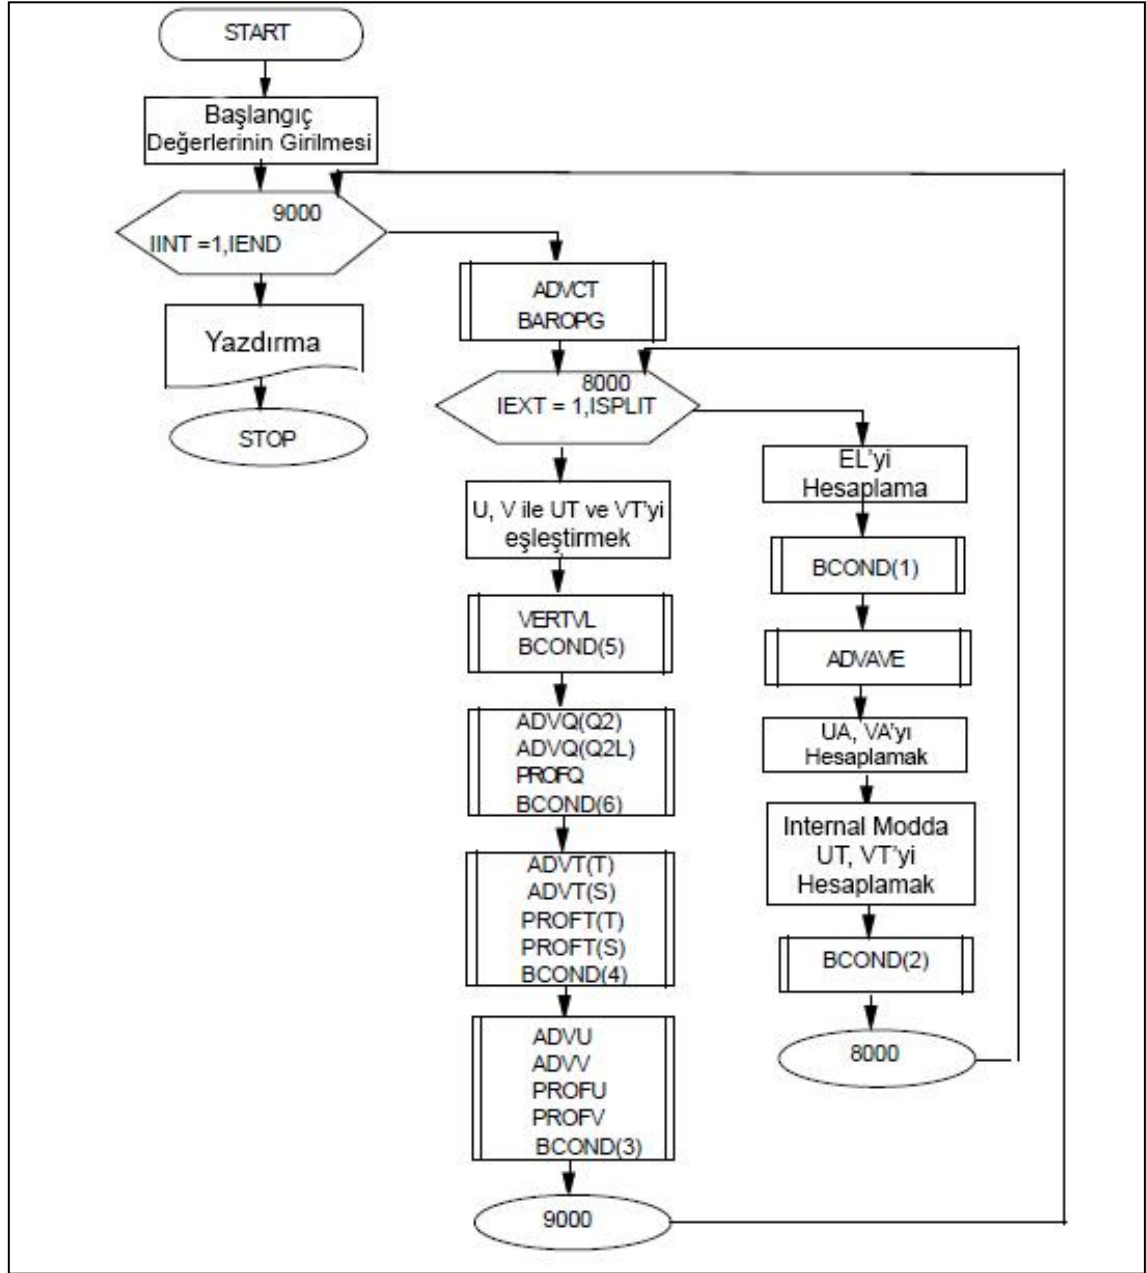 START
Başlangıç
Değerlerinin Girilmesi
9000
IINT =1,IEND
Yazdırma
STOP
ADVCT
BAROPG
8000
IEXT = 1,ISPLIT
U, V ile UT ve VT'yi
eşleştirmek
VERTVL
BCOND(5)
ADVQ(Q2)
ADVQ(Q2L)
PROFQ
BCOND(6)
ADVT(T)
ADVT(S)
PROFT(T)
PROFT(S)
BCOND(4)
ADVU
ADVV
PROFU
PROFV
BCOND(3)
9000
EL'yi
Hesaplama
BCOND(1)
ADVAVE
UA, VA'yı
Hesaplamak
Internal Modda
UT, VT'yi
Hesaplamak
BCOND(2)
8000